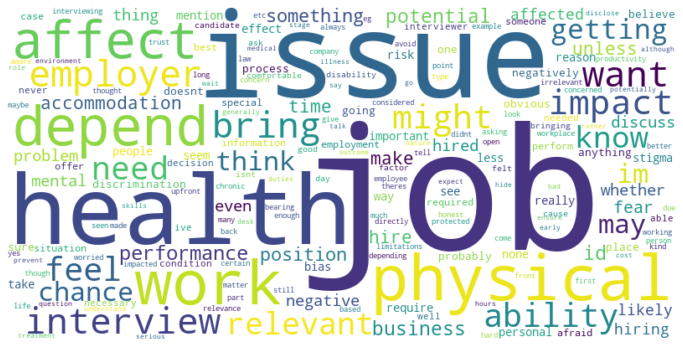 case interviewing etc stage eg mention something potential affected someone disclose believe
thing candidate always although
affect issue getting
effect ask medical law company illness trust best interviewer example avoid risk one role productivity
employer unless
aware environment process comfortable disability say go type point reason negatively potentially irrelevant concerned
never thought long want
accommodation doesnt special time going considered obvious impact
depend bring might needed bringing workplace better
problem people information generally give talk good employment important didnt asking open hired perform know
seem offer decision isnt make less nature tell discuss
need think anything stigma
mental discrimination upfront chronic day factor employee theres see felt expect hide bad
skills even way required whether
health job im may
many desk bearing enough much directly honest protected really cause early fear able due
sure situation ive back hire id place working person
feel performance position probably none kind
yes prevent worried impacted condition bias limitations depending come cost
take chance though certain still work physical
life necessary matter part negative based require well front first likely
question relevance hours
interview relevant business ability hiring
treatment serious hard personal afraid